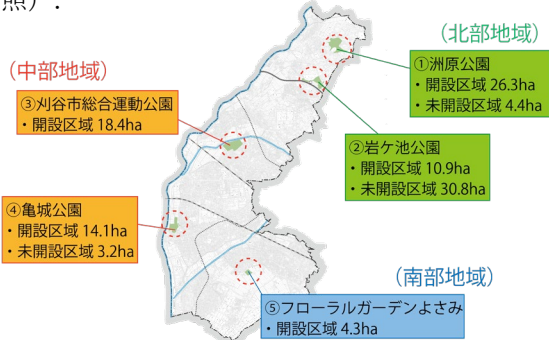 照）．
（北部地域）
①洲原公園
・開設区域 26.3ha
・未開設区域 4.4ha
（中部地域）
③刈谷市総合運動公園
・開設区域 18.4ha
②岩ケ池公園
・開設区域 10.9ha
・未開設区域 30.8ha
④亀城公園
・開設区域 14.1ha
・未開設区域 3.2ha
（南部地域）
⑤フローラルガーデンよさみ
・開設区域 4.3ha